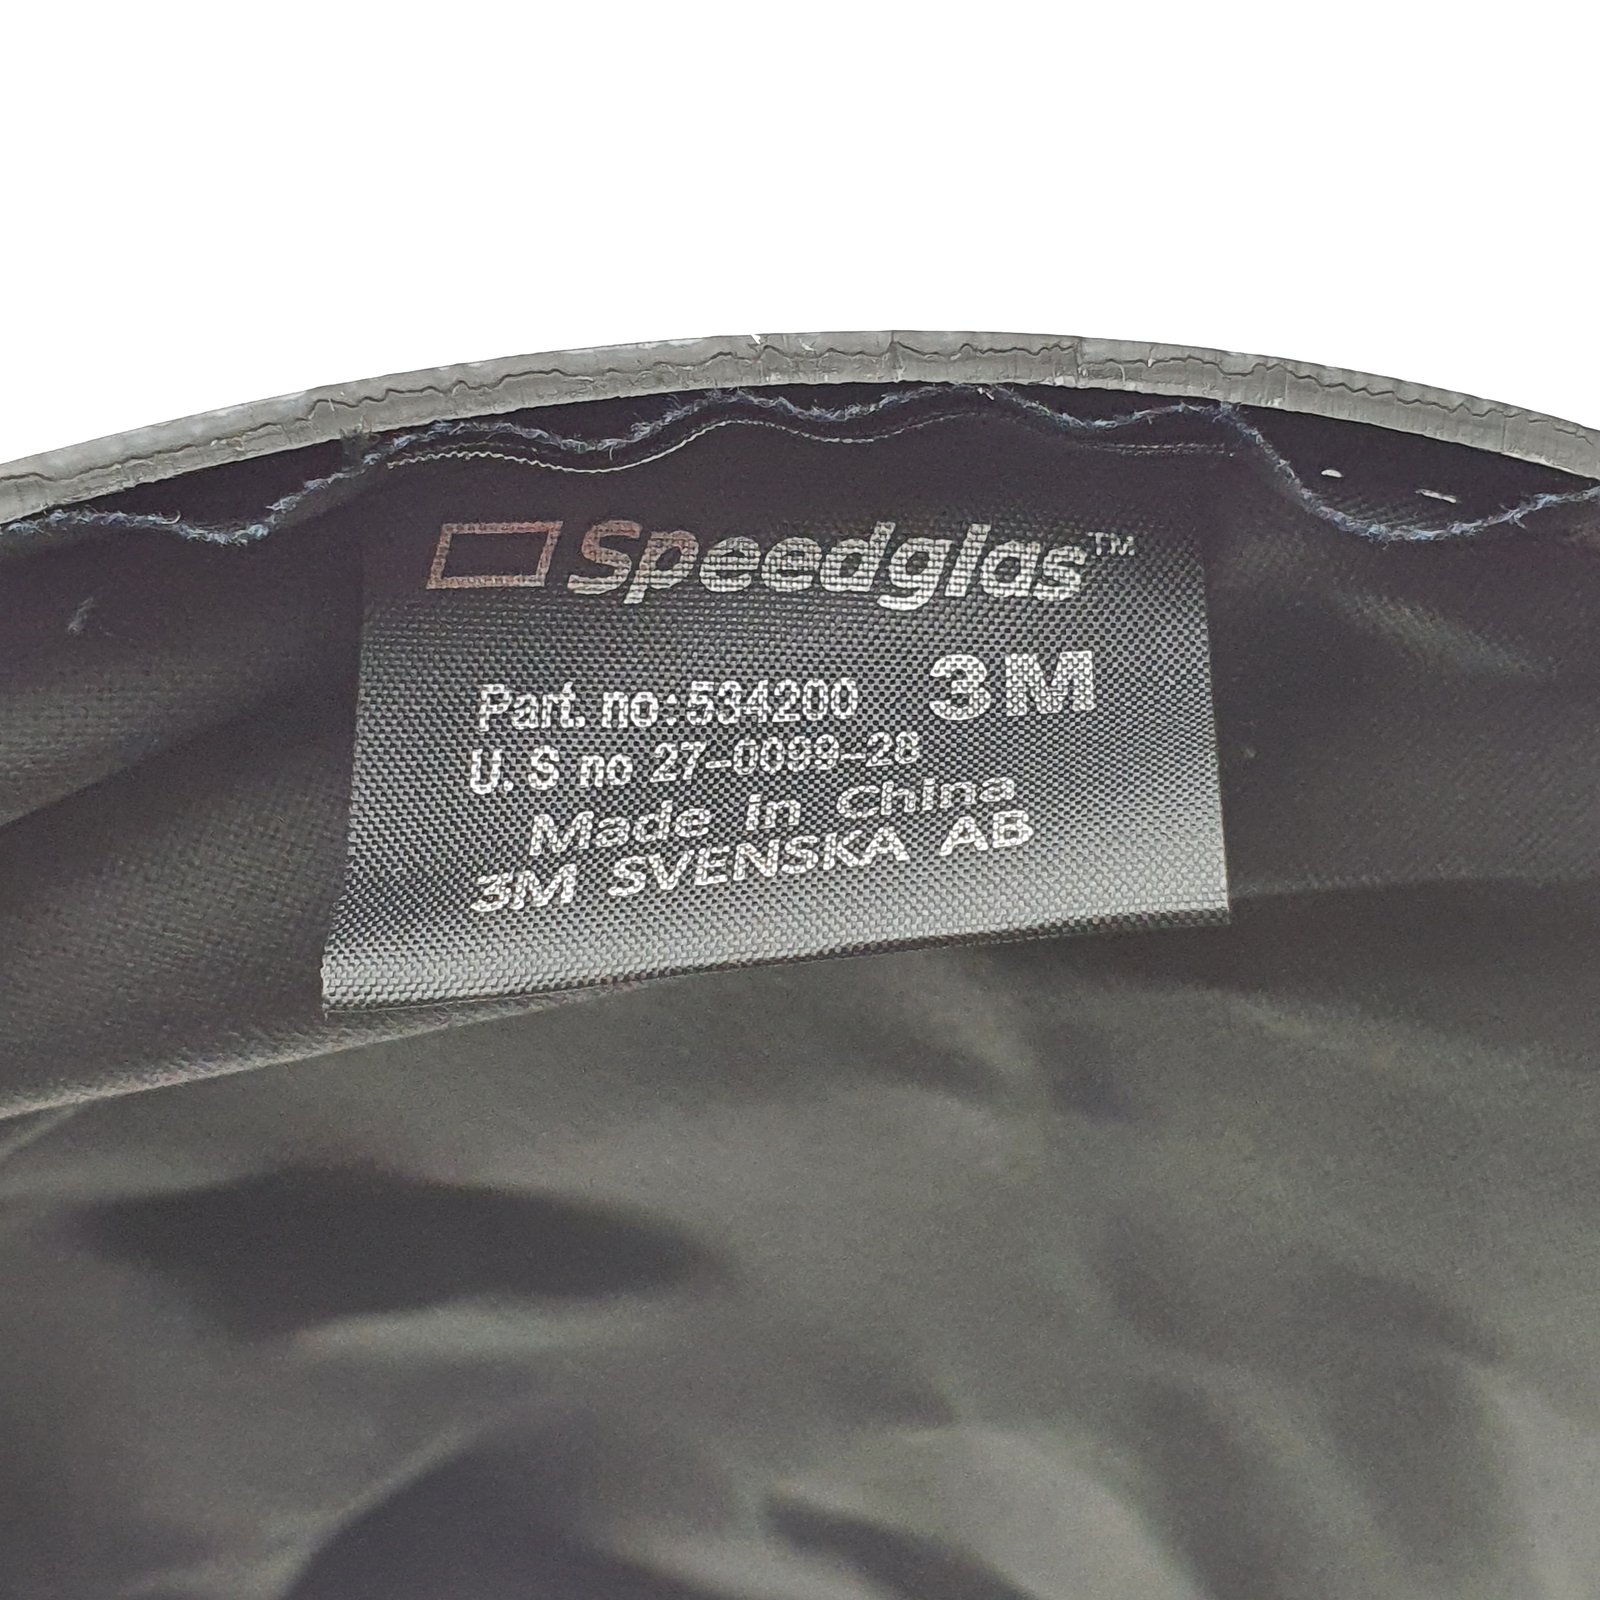 Speedglas™
3M
Part. no:534200
U.S no 27-0099-28
Made in China
3M SVENSKA AB